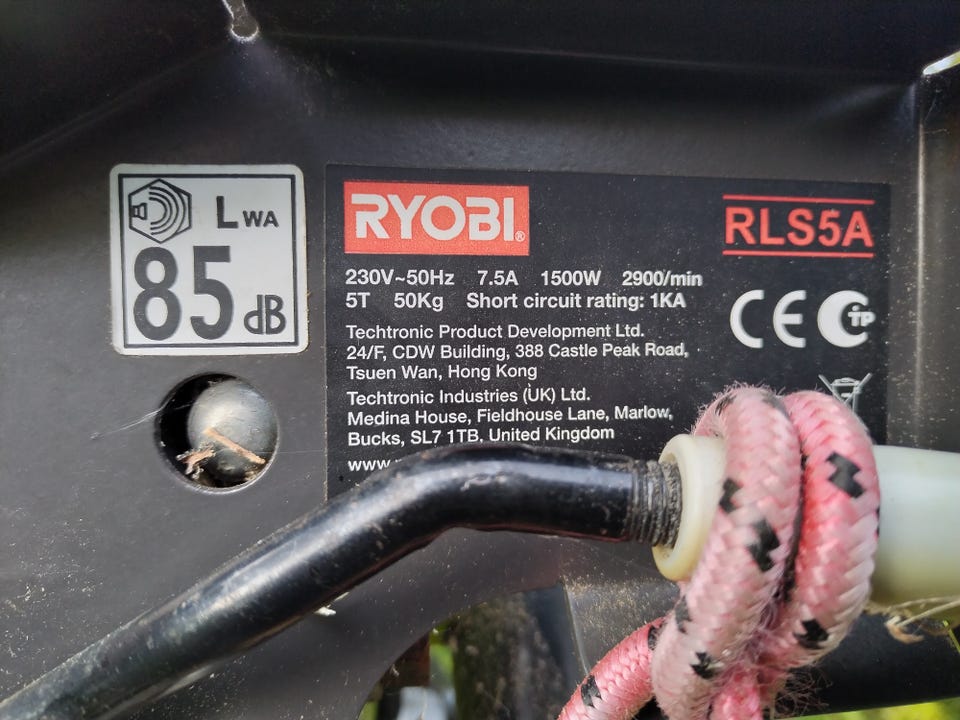 LWA
85 dB
RYOBI®
RLS5A
230V~50Hz 7.5A 1500W 2900/min
5T 50Kg Short circuit rating: 1KA
Techtronic Product Development Ltd.
24/F, CDW Building, 388 Castle Peak Road,
Tsuen Wan, Hong Kong
Techtronic Industries (UK) Ltd.
Medina House, Fieldhouse Lane, Marlow,
Bucks, SL7 1TB, United Kingdom
www.
CE
TP